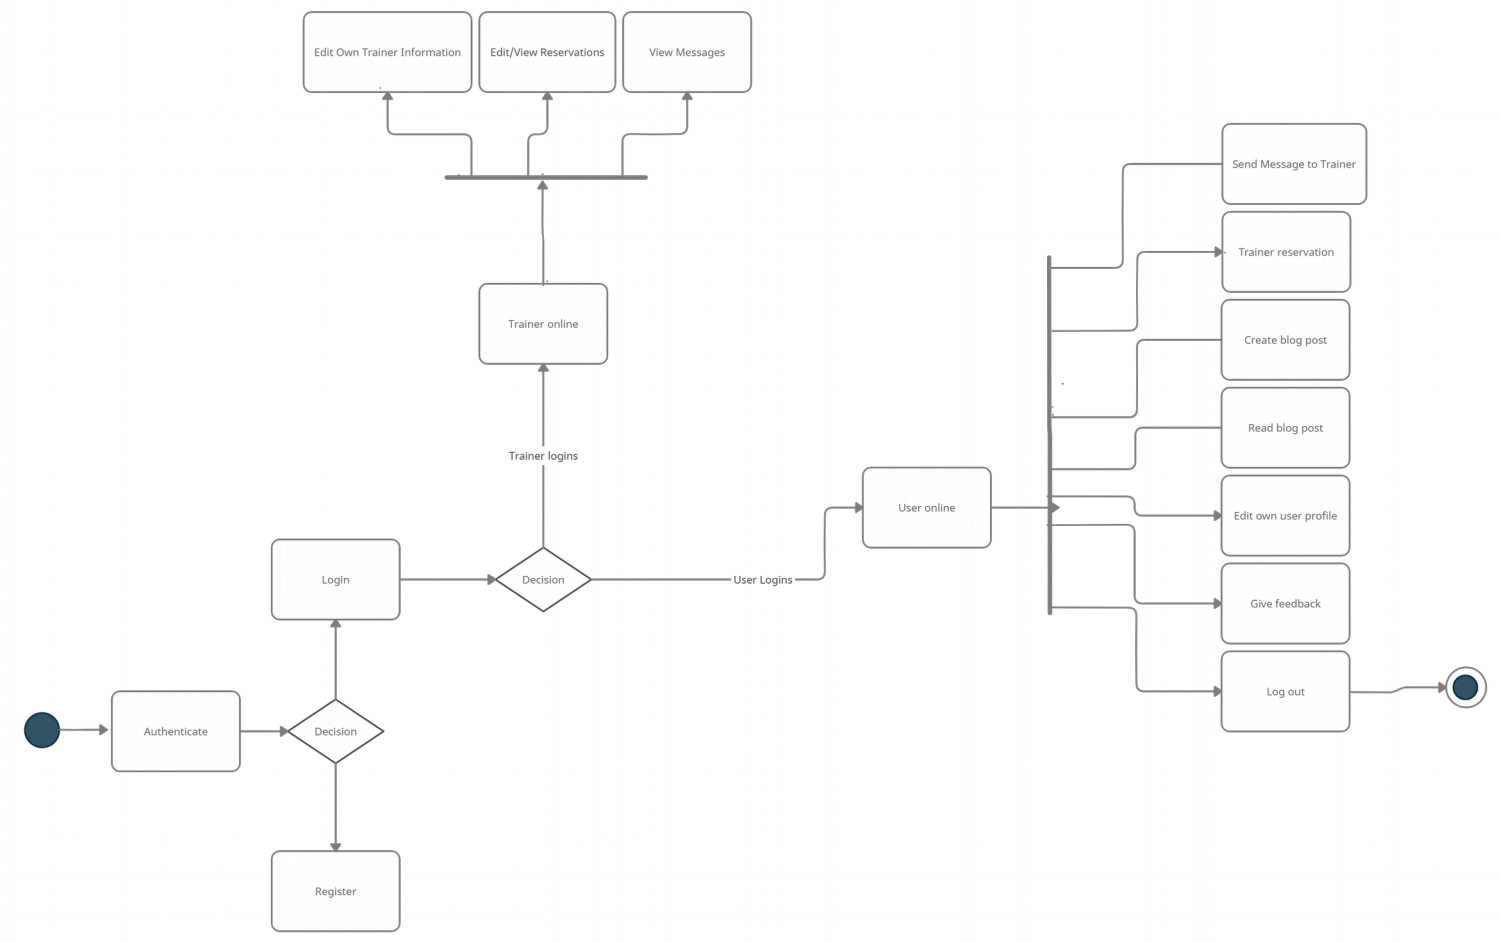 Edit Own Trainer Information
Edit/View Reservations
View Messages
Send Message to Trainer
Trainer reservation
Trainer online
Create blog post
Read blog post
Trainer logins
User online
Edit own user profile
Login
Decision
User Logins
Give feedback
Log out
Authenticate
Decision
Register